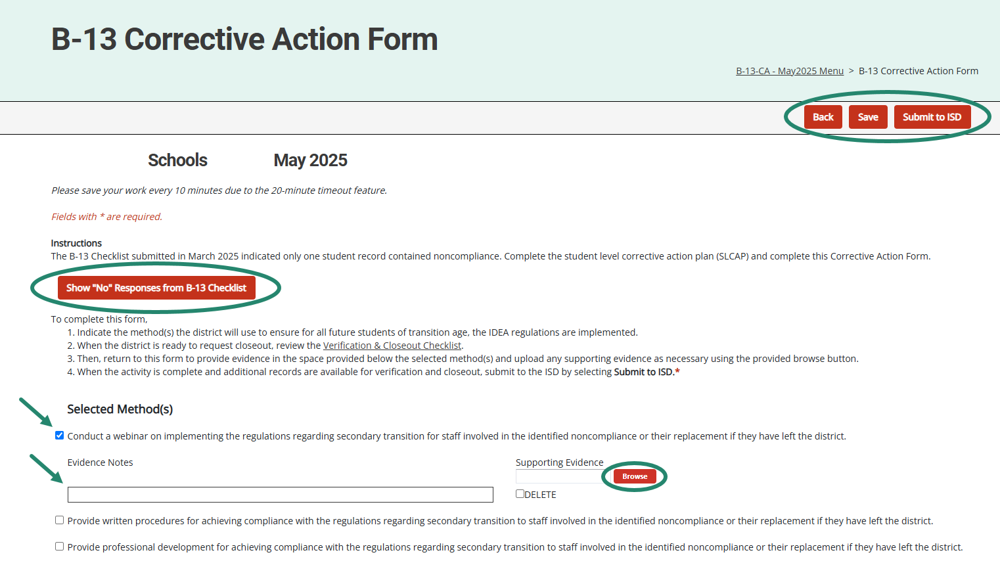 B-13 Corrective Action Form
B-13-CA - May2025 Menu > B-13 Corrective Action Form
Back Save Submit to ISD
Schools May 2025
Please save your work every 10 minutes due to the 20-minute timeout feature.
Fields with * are required.
Instructions
The B-13 Checklist submitted in March 2025 indicated only one student record contained noncompliance. Complete the student level corrective action plan (SLCAP) and complete this Corrective Action Form.
Show "No" Responses from B-13 Checklist
To complete this form,
1. Indicate the method(s) the district will use to ensure for all future students of transition age, the IDEA regulations are implemented.
2. When the district is ready to request closeout, review the Verification & Closeout Checklist.
3. Then, return to this form to provide evidence in the space provided below the selected method(s) and upload any supporting evidence as necessary using the provided browse button.
4. When the activity is complete and additional records are available for verification and closeout, submit to the ISD by selecting Submit to ISD.*
Selected Method(s)
Conduct a webinar on implementing the regulations regarding secondary transition for staff involved in the identified noncompliance or their replacement if they have left the district.
Evidence Notes Supporting Evidence
Browse
DELETE
Provide written procedures for achieving compliance with the regulations regarding secondary transition to staff involved in the identified noncompliance or their replacement if they have left the district.
Provide professional development for achieving compliance with the regulations regarding secondary transition to staff involved in the identified noncompliance or their replacement if they have left the district.